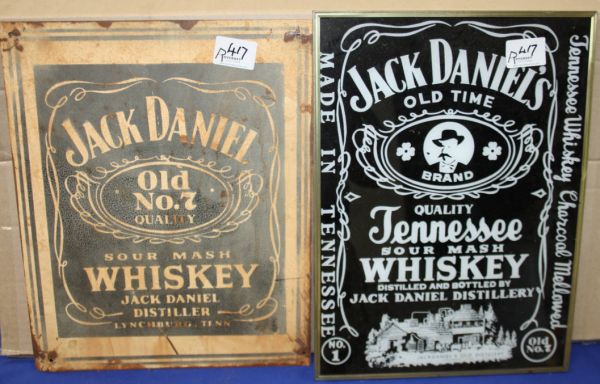 R417
JACK DANIEL
Old
No.7
QUALITY
SOUR MASH
WHISKEY
JACK DANIEL
DISTILLER
LYNCHBURG, TENN
R417
JACK DANIEL'S
OLD TIME
BRAND
QUALITY
Tennessee
SOUR MASH
WHISKEY
DISTILLED AND BOTTLED BY
JACK DANIEL DISTILLERY
MADE IN TENNESSEE
Tennessee Whiskey Charcoal Mellowed
NO.
1
Old
No.7